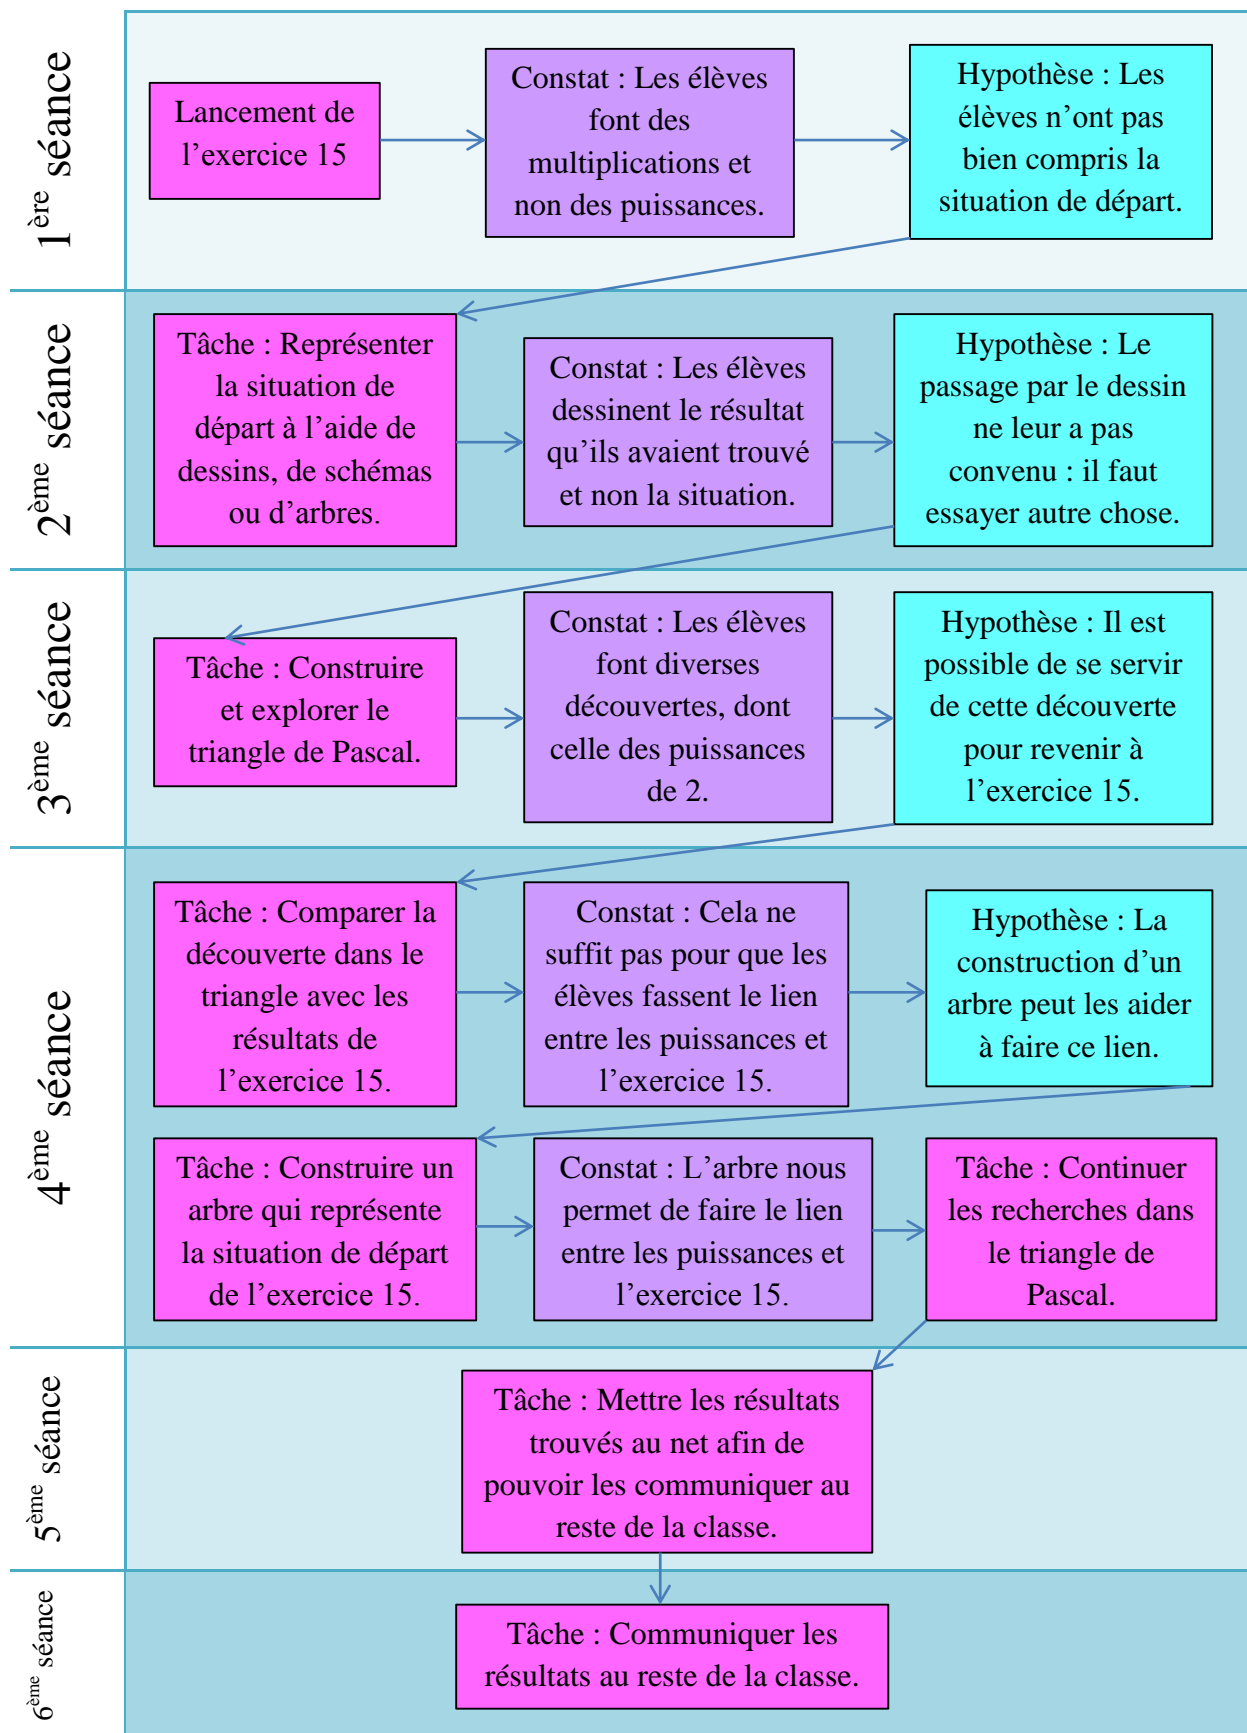 1ère séance
Lancement de
l’exercice 15
Constat : Les élèves
font des
multiplications et
non des puissances.
Hypothèse : Les
élèves n’ont pas
bien compris la
situation de départ.
2ème séance
Tâche : Représenter
la situation de
départ à l’aide de
dessins, de schémas
ou d’arbres.
Constat : Les élèves
dessinent le résultat
qu’ils avaient trouvé
et non la situation.
Hypothèse : Le
passage par le dessin
ne leur a pas
convenu : il faut
essayer autre chose.
3ème séance
Tâche : Construire
et explorer le
triangle de Pascal.
Constat : Les élèves
font diverses
découvertes, dont
celle des puissances
de 2.
Hypothèse : Il est
possible de se servir
de cette découverte
pour revenir à
l’exercice 15.
4ème séance
Tâche : Comparer la
découverte dans le
triangle avec les
résultats de
l’exercice 15.
Constat : Cela ne
suffit pas pour que les
élèves fassent le lien
entre les puissances et
l’exercice 15.
Hypothèse : La
construction d’un
arbre peut les aider
à faire ce lien.
Tâche : Construire un
arbre qui représente
la situation de départ
de l’exercice 15.
Constat : L’arbre nous
permet de faire le lien
entre les puissances et
l’exercice 15.
Tâche : Continuer
les recherches dans
le triangle de
Pascal.
5ème séance
Tâche : Mettre les résultats
trouvés au net afin de
pouvoir les communiquer au
reste de la classe.
6ème séance
Tâche : Communiquer les
résultats au reste de la classe.